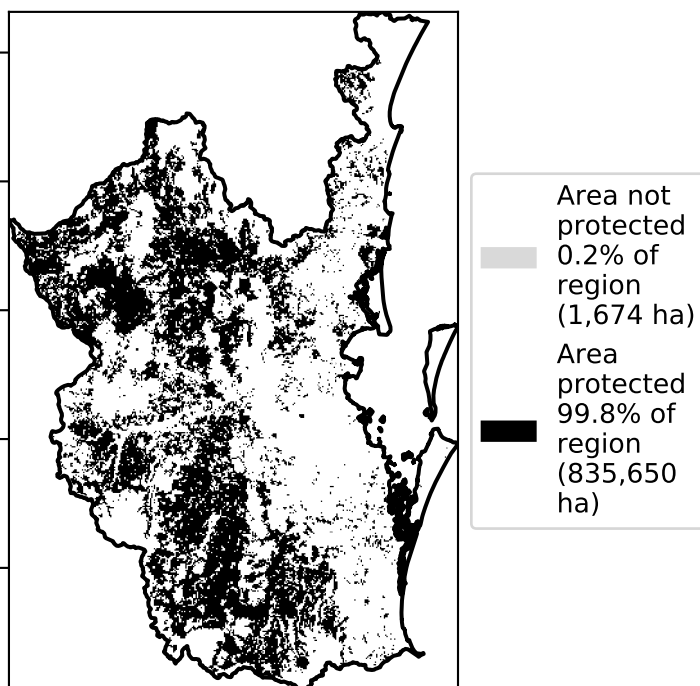 Area not
protected
0.2% of
region
(1,674 ha)
Area
protected
99.8% of
region
(835,650
ha)